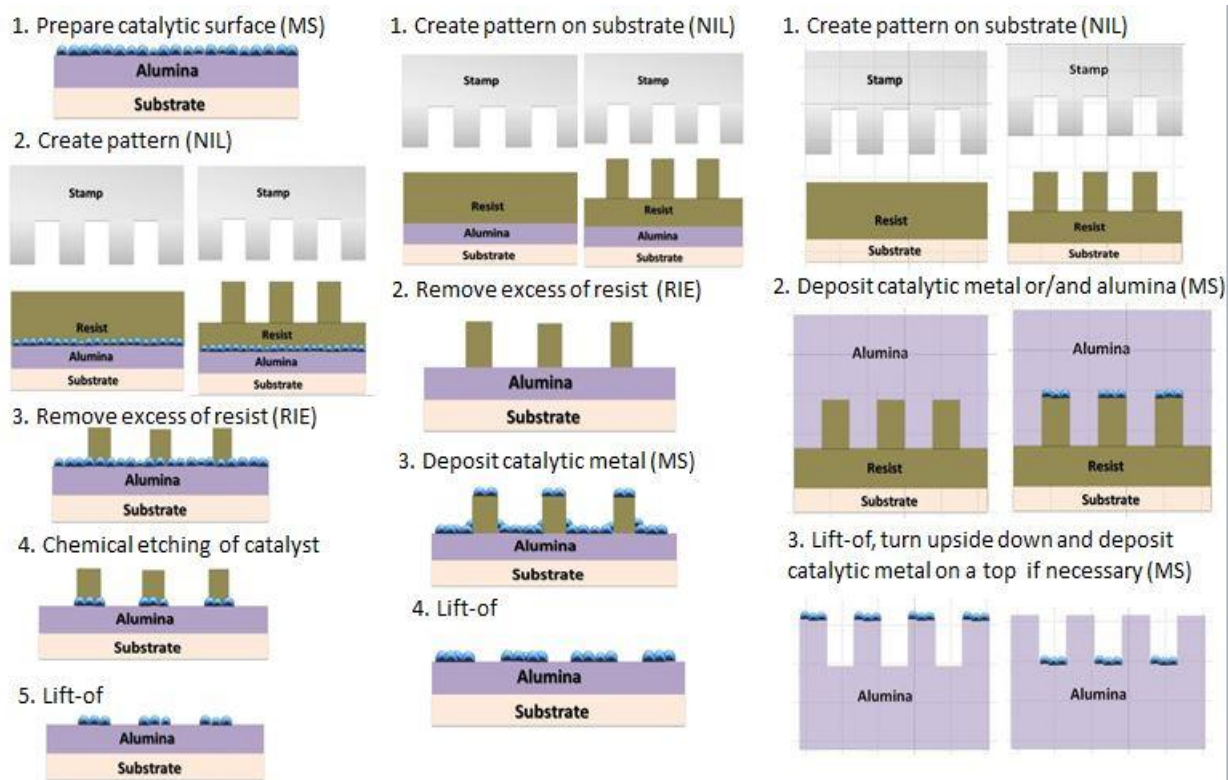 1. Prepare catalytic surface (MS)
Alumina
Substrate
2. Create pattern (NIL)
Stamp
Stamp
Resist
Alumina
Substrate
Resist
Alumina
Substrate
3. Remove excess of resist (RIE)
Alumina
Substrate
4. Chemical etching of catalyst
Alumina
Substrate
5. Lift-of
Alumina
Substrate
1. Create pattern on substrate (NIL)
Stamp
Stamp
Resist
Alumina
Substrate
Resist
Alumina
Substrate
2. Remove excess of resist (RIE)
Alumina
Substrate
3. Deposit catalytic metal (MS)
Alumina
Substrate
4. Lift-of
Alumina
Substrate
1. Create pattern on substrate (NIL)
Stamp
Stamp
Resist
Substrate
Resist
Substrate
2. Deposit catalytic metal or/and alumina (MS)
Alumina
Resist
Substrate
Alumina
Resist
Substrate
3. Lift-of, turn upside down and deposit
catalytic metal on a top if necessary (MS)
Alumina
Alumina